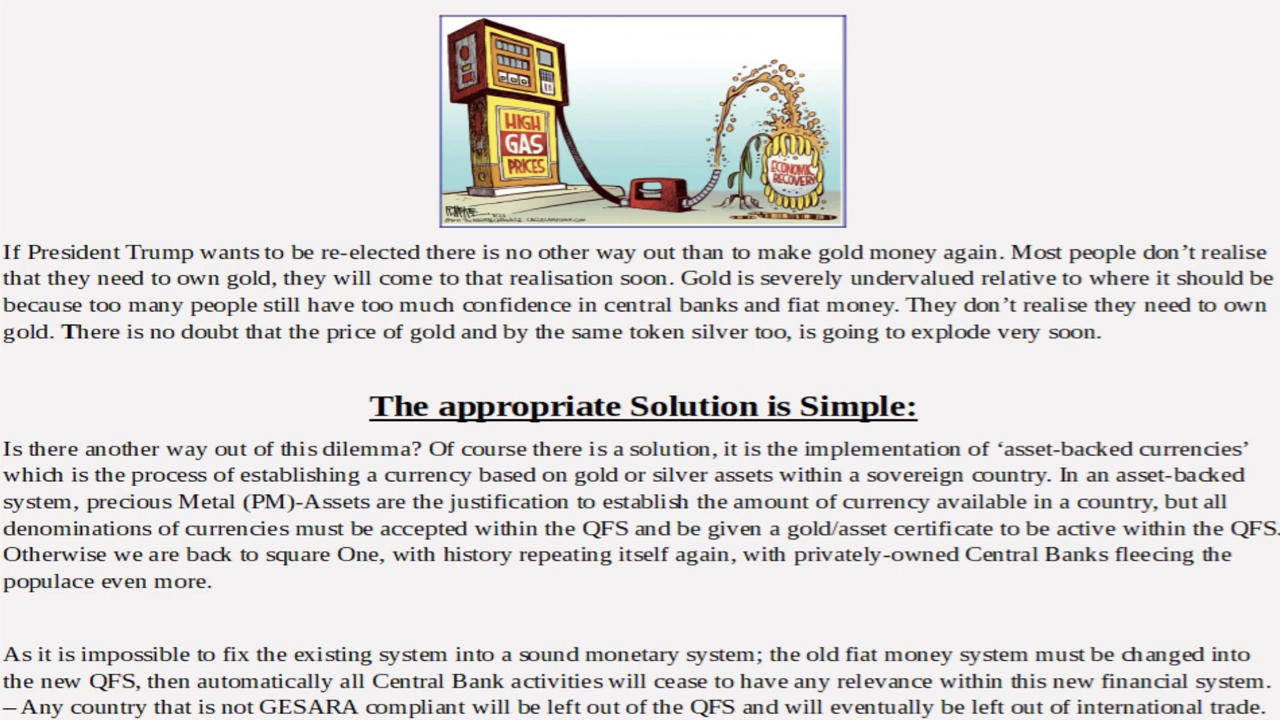 HIGH
GAS
PRICES
ECONOMIC
RECOVERY
If President Trump wants to be re-elected there is no other way out than to make gold money again. Most people don’t realise
that they need to own gold, they will come to that realisation soon. Gold is severely undervalued relative to where it should be
because too many people still have too much confidence in central banks and fiat money. They don’t realise they need to own
gold. There is no doubt that the price of gold and by the same token silver too, is going to explode very soon.
The appropriate Solution is Simple:
Is there another way out of this dilemma? Of course there is a solution, it is the implementation of ‘asset-backed currencies’
which is the process of establishing a currency based on gold or silver assets within a sovereign country. In an asset-backed
system, precious Metal (PM)-Assets are the justification to establish the amount of currency available in a country, but all
denominations of currencies must be accepted within the QFS and be given a gold/asset certificate to be active within the QFS.
Otherwise we are back to square One, with history repeating itself again, with privately-owned Central Banks fleecing the
populace even more.
As it is impossible to fix the existing system into a sound monetary system; the old fiat money system must be changed into
the new QFS, then automatically all Central Bank activities will cease to have any relevance within this new financial system.
– Any country that is not GESARA compliant will be left out of the QFS and will eventually be left out of international trade.